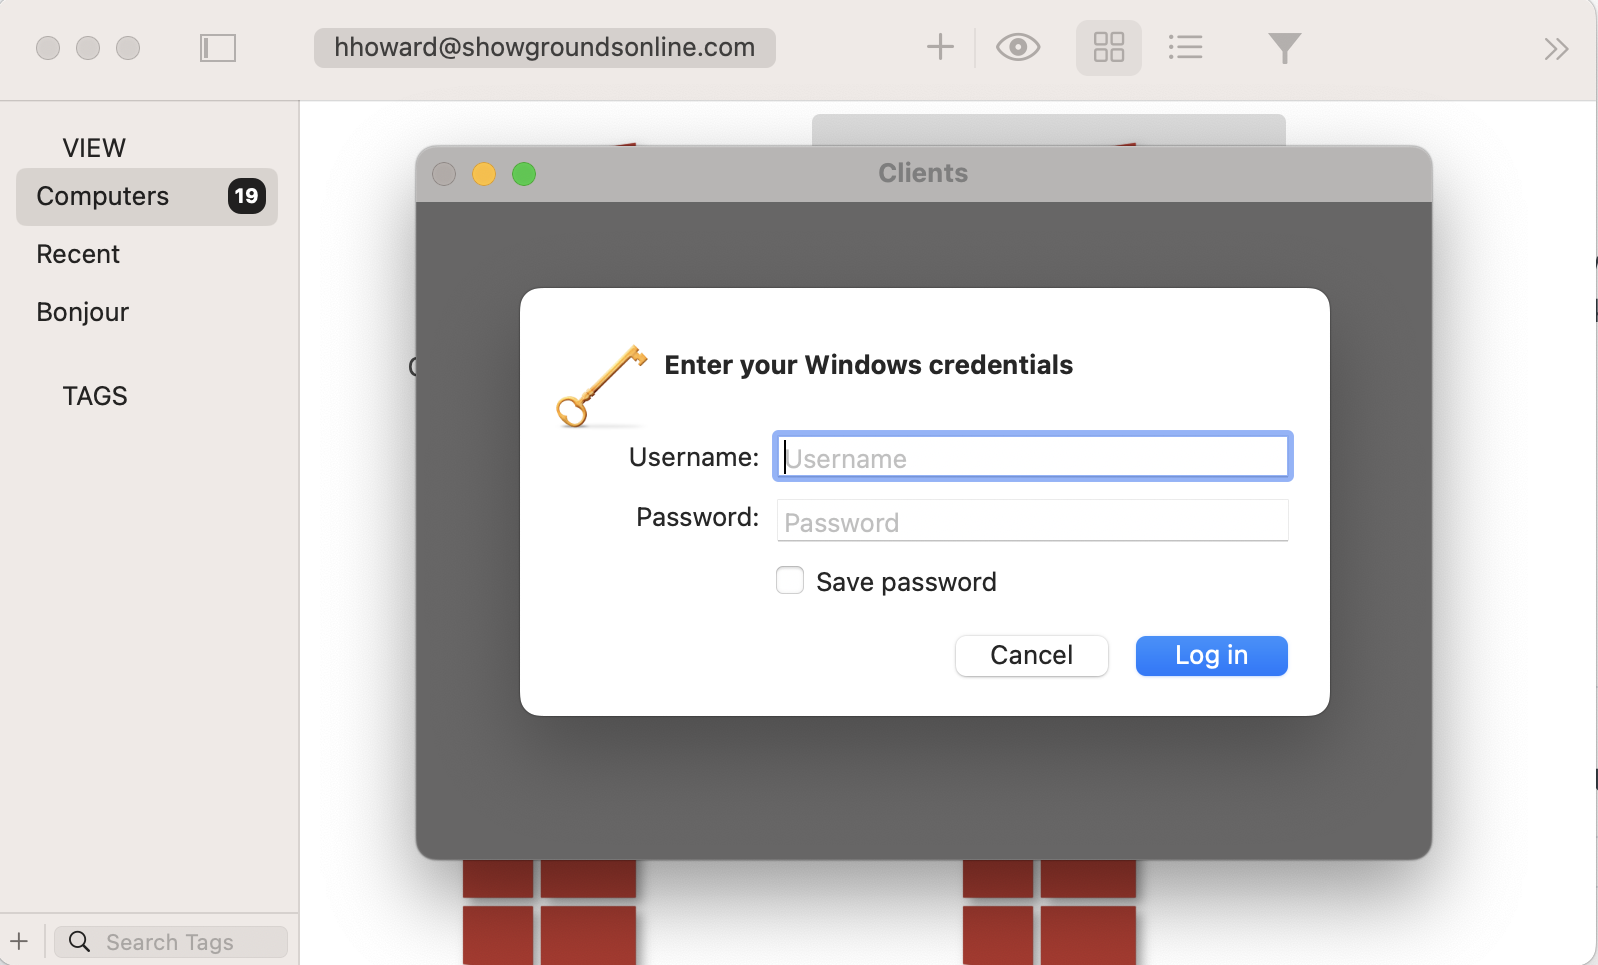 hhoward@showgroundsonline.com
VIEW
Computers 19
Recent
Bonjour
TAGS
Search Tags
Clients
Enter your Windows credentials
Username: Username
Password: Password
Save password
Cancel Log in